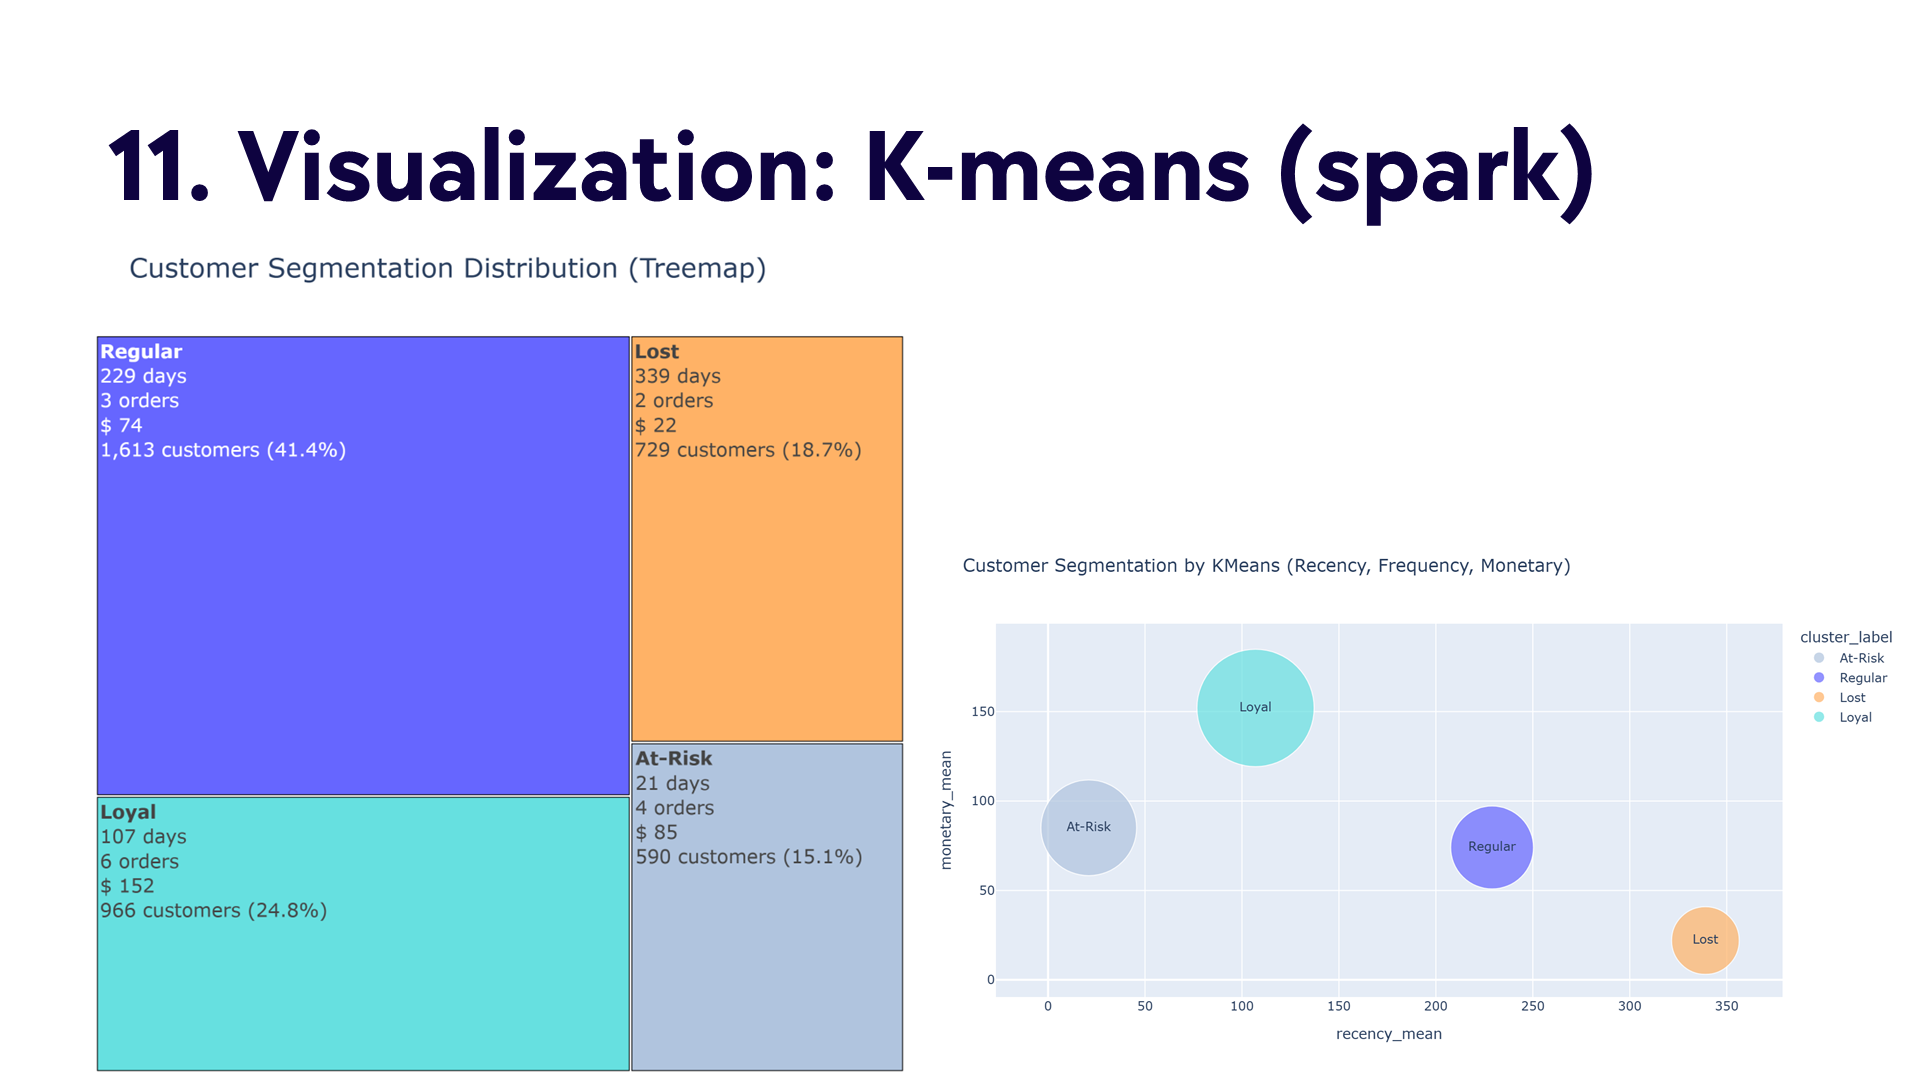 11. Visualization: K-means (spark)
Customer Segmentation Distribution (Treemap)
Regular
229 days
3 orders
$ 74
1,613 customers (41.4%)
Lost
339 days
2 orders
$ 22
729 customers (18.7%)
Loyal
107 days
6 orders
$ 152
966 customers (24.8%)
At-Risk
21 days
4 orders
$ 85
590 customers (15.1%)
Customer Segmentation by KMeans (Recency, Frequency, Monetary)
monetary_mean
150
100
50
0
Loyal
At-Risk
Regular
Lost
0 50 100 150 200 250 300 350
recency_mean
cluster_label
At-Risk
Regular
Lost
Loyal